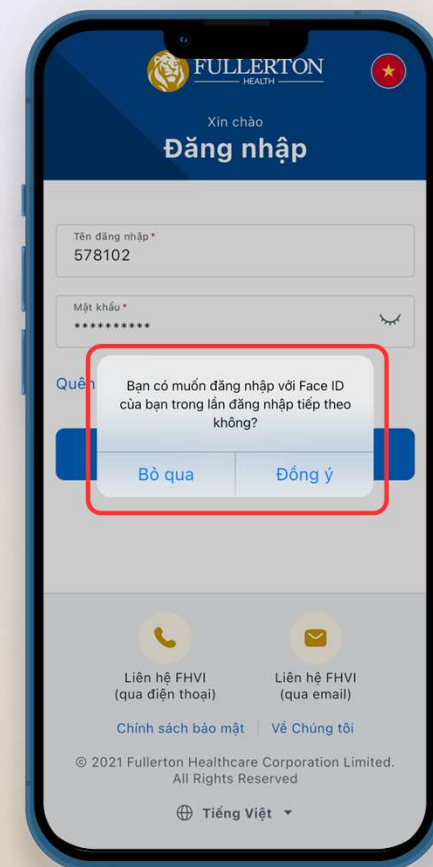 FULLERTON
HEALTH
Xin chào
Đăng nhập
Tên đăng nhập *
578102
Mật khẩu *
**********
Quên
Bạn có muốn đăng nhập với Face ID
của bạn trong lần đăng nhập tiếp theo
không?
Bỏ qua Đồng ý
Liên hệ FHVI Liên hệ FHVI
(qua điện thoại) (qua email)
Chính sách bảo mật Về Chúng tôi
© 2021 Fullerton Healthcare Corporation Limited.
All Rights Reserved
Tiếng Việt